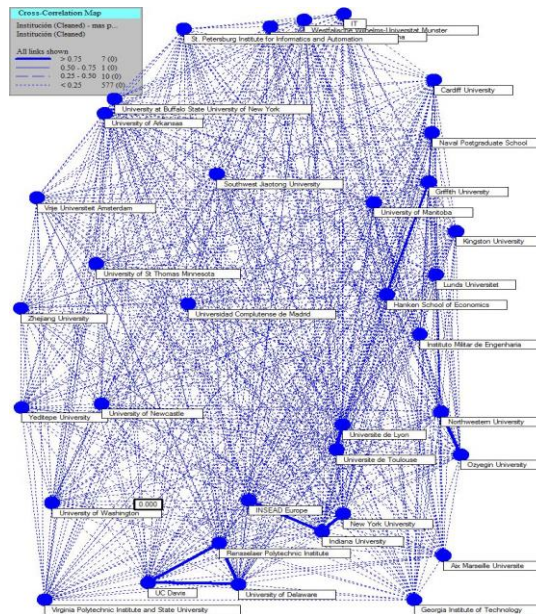 Cross-Correlation Map
Institución (Cleaned) - mas p...
Institución (Cleaned)
All links shown
> 0.75 7 (0)
0.50 - 0.75 1 (0)
0.25 - 0.50 10 (0)
< 0.25 577 (0)
IT
Westfalische Wilhelms-Universitat Munster
St. Petersburg Institute for Informatics and Automation
Cardiff University
University at Buffalo State University of New York
University of Arkansas
Naval Postgraduate School
Southwest Jiaotong University
Griffith University
Vrije Universiteit Amsterdam
University of Manitoba
Kingston University
University of St Thomas Minnesota
Lunds Universitet
Hanken School of Economics
Zhejiang University
Universidad Complutense de Madrid
Instituto Militar de Engenharia
Yeditepe University
University of Newcastle
Northwestern University
Universite de Lyon
Universite de Toulouse
Ozyegin University
0.000
University of Washington
INSEAD Europe
New York University
Indiana University
Renselaer Polytechnic Institute
Aix Marseille Universite
UC Davis
University of Delaware
Virginia Polytechnic Institute and State University
Georgia Institute of Technology